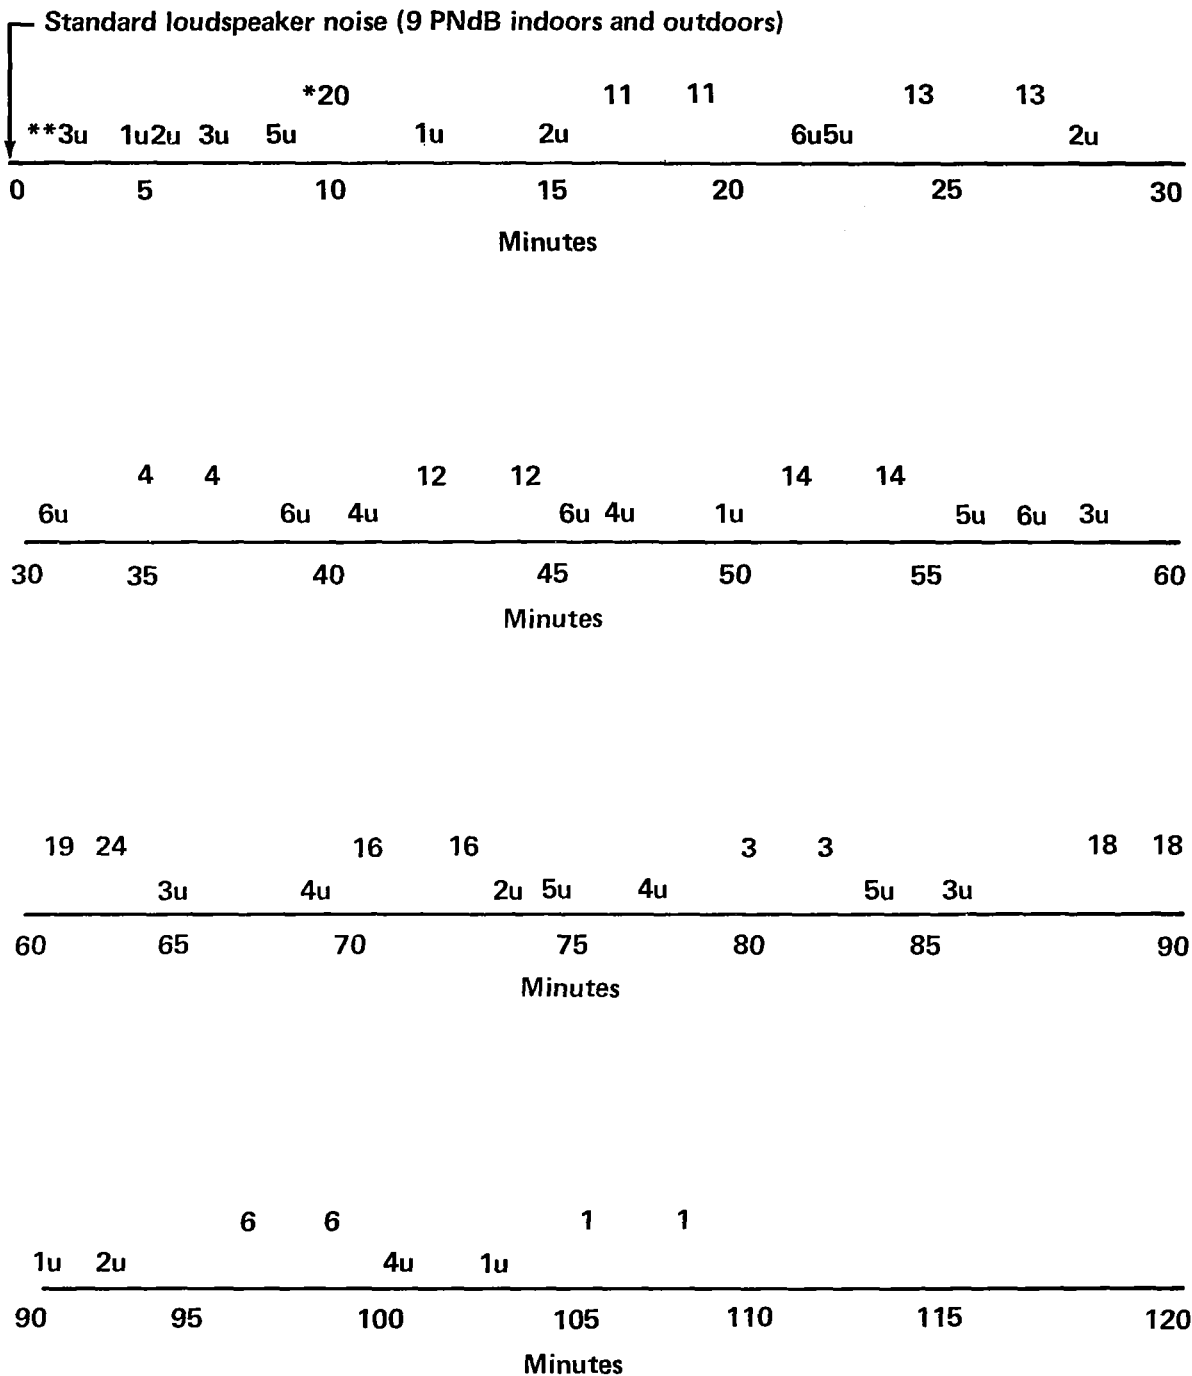 Standard loudspeaker noise (9 PNdB indoors and outdoors)
*20 11 11 13 13
**3u 1u2u 3u 5u 1u 2u 6u5u 2u
0 5 10 15 20 25 30
Minutes
4 4 12 12 14 14
6u 6u 4u 6u 4u 1u 5u 6u 3u
30 35 40 45 50 55 60
Minutes
19 24 16 16 3 3 18 18
3u 4u 2u 5u 4u 5u 3u
60 65 70 75 80 85 90
Minutes
6 6 1 1
1u 2u 4u 1u
90 95 100 105 110 115 120
Minutes